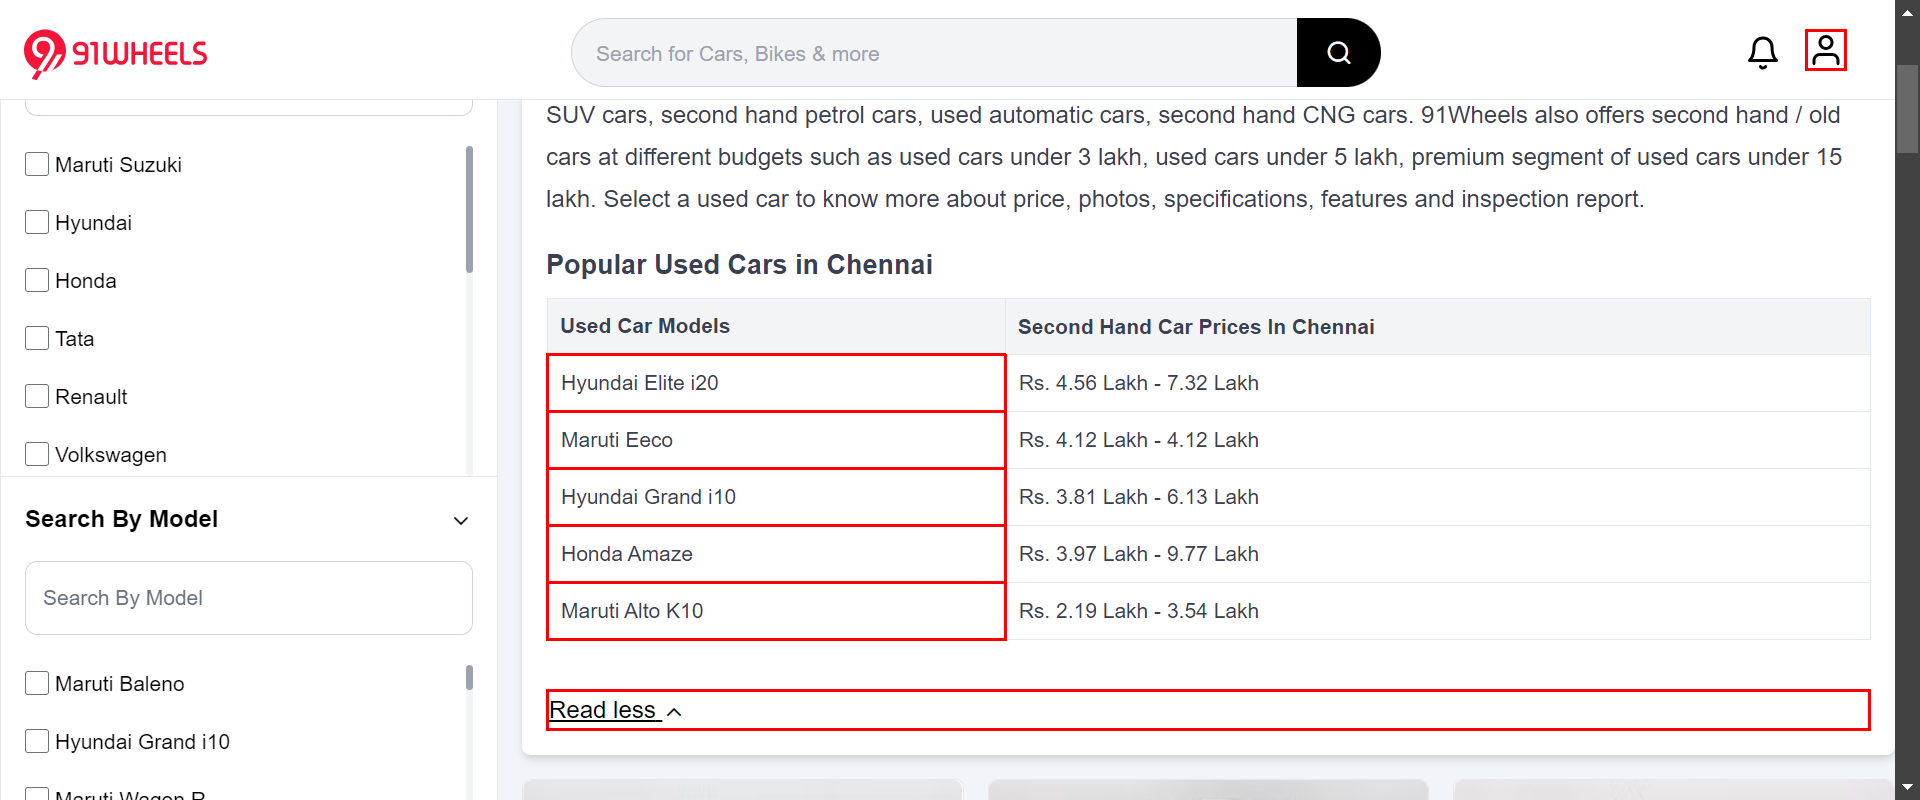 91WHEELS
Search for Cars, Bikes & more
Maruti Suzuki
Hyundai
Honda
Tata
Renault
Volkswagen
Search By Model
Search By Model
Maruti Baleno
Hyundai Grand i10
Maruti Wagon R
SUV cars, second hand petrol cars, used automatic cars, second hand CNG cars. 91Wheels also offers second hand / old
cars at different budgets such as used cars under 3 lakh, used cars under 5 lakh, premium segment of used cars under 15
lakh. Select a used car to know more about price, photos, specifications, features and inspection report.
Popular Used Cars in Chennai
Used Car Models Second Hand Car Prices In Chennai
Hyundai Elite i20 Rs. 4.56 Lakh - 7.32 Lakh
Maruti Eeco Rs. 4.12 Lakh - 4.12 Lakh
Hyundai Grand i10 Rs. 3.81 Lakh - 6.13 Lakh
Honda Amaze Rs. 3.97 Lakh - 9.77 Lakh
Maruti Alto K10 Rs. 2.19 Lakh - 3.54 Lakh
Read less